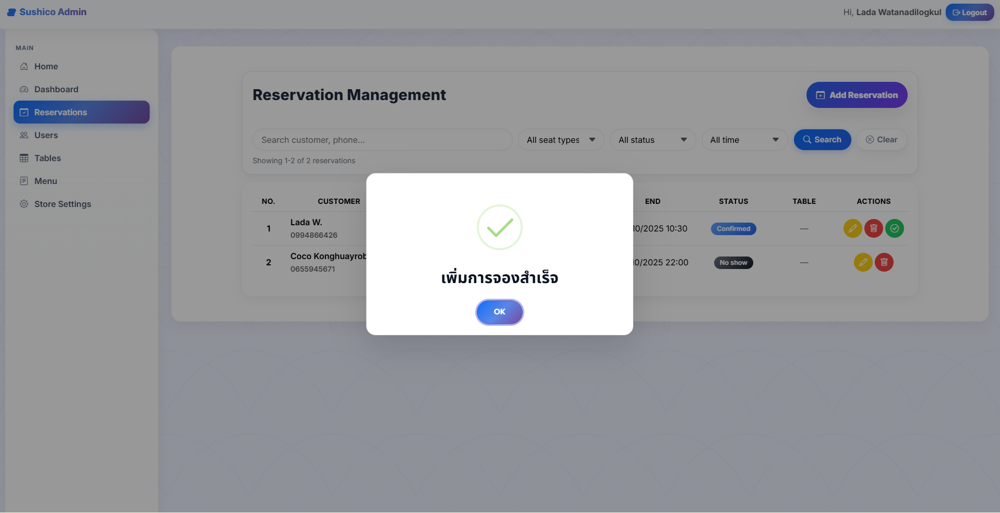 Sushico Admin
Hi, Lada Watanadilogkul
Logout
MAIN
Home
Dashboard
Reservations
Users
Tables
Menu
Store Settings
Reservation Management
Add Reservation
Search customer, phone...
All seat types
All status
All time
Search
Clear
Showing 1-2 of 2 reservations
NO. CUSTOMER END STATUS TABLE ACTIONS
1 Lada W. 10/2025 10:30 Confirmed —
0994866426
2 Coco Konghuayrob 10/2025 22:00 No show —
0655945671
เพิ่มการจองสำเร็จ
OK